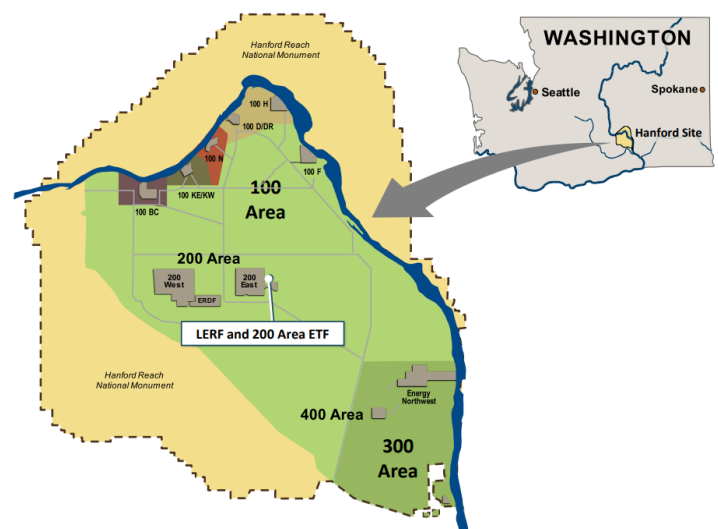 Hanford Reach
National Monument
WASHINGTON
Seattle
Spokane
Hanford Site
100 H
100 D/DR
100 N
100 F
100 KE/KW
100 BC
100
Area
200 Area
200
West
200
East
ERDF
LERF and 200 Area ETF
Hanford Reach
National Monument
Energy
Northwest
400 Area
300
Area